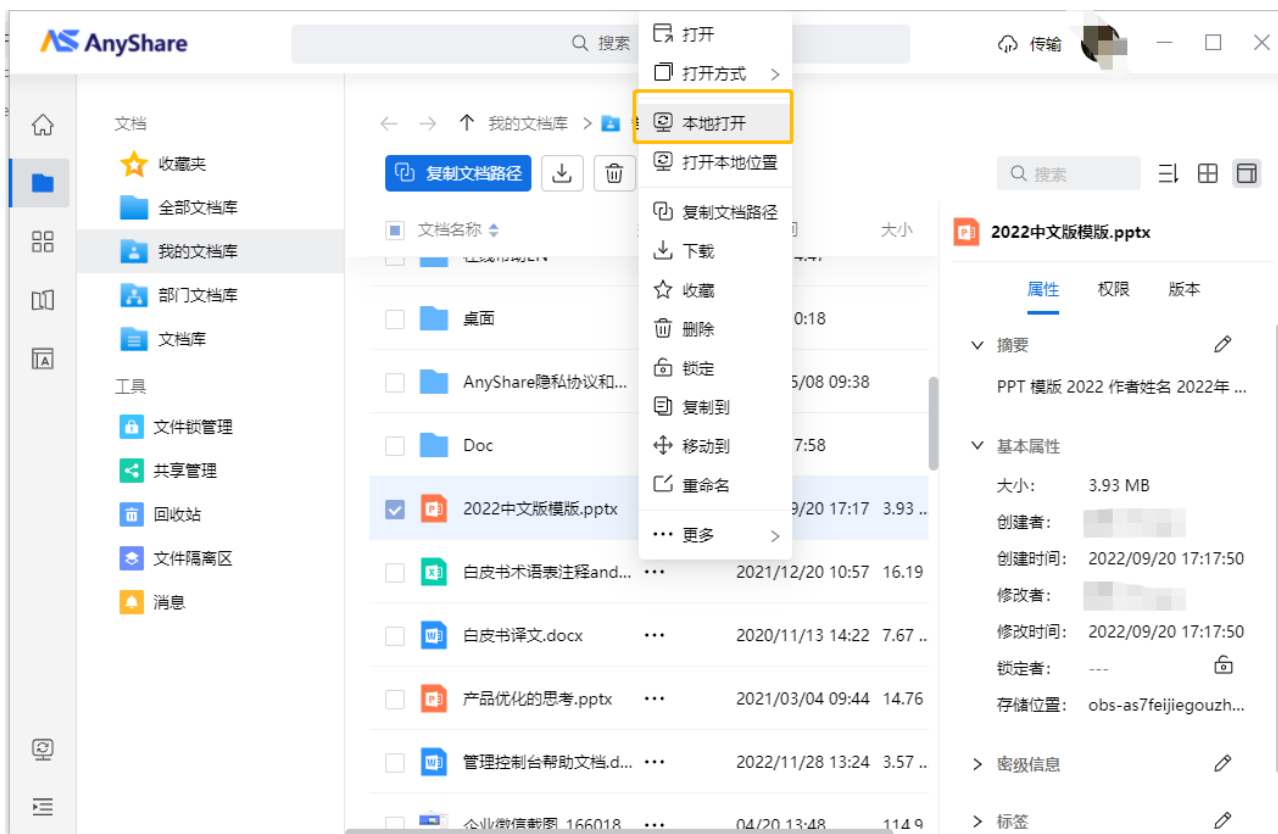 AnyShare
搜索
传输
文档
收藏夹
全部文档库
我的文档库
部门文档库
文档库
工具
文件锁管理
共享管理
回收站
文件隔离区
消息
我的文档库 >
复制文档路径
搜索
文档名称
大小
桌面
0:18
AnyShare隐私协议和...
5/08 09:38
Doc
7:58
2022中文版模版.pptx
9/20 17:17 3.93 ..
白皮书术语表注释and... ...
2021/12/20 10:57 16.19
白皮书译文.docx ...
2020/11/13 14:22 7.67 ..
产品优化的思考.pptx ...
2021/03/04 09:44 14.76
管理控制台帮助文档.d... ...
2022/11/28 13:24 3.57 ..
企业微信截图_166018... ...
04/20 13:48 114.9
打开
打开方式 >
本地打开
打开本地位置
复制文档路径
下载
收藏
删除
锁定
复制到
移动到
重命名
... 更多 >
2022中文版模版.pptx
属性 权限 版本
摘要
PPT 模版 2022 作者姓名 2022年 ...
基本属性
大小: 3.93 MB
创建者:
创建时间: 2022/09/20 17:17:50
修改者:
修改时间: 2022/09/20 17:17:50
锁定者: ---
存储位置: obs-as7feijiegouzh...
密级信息
标签